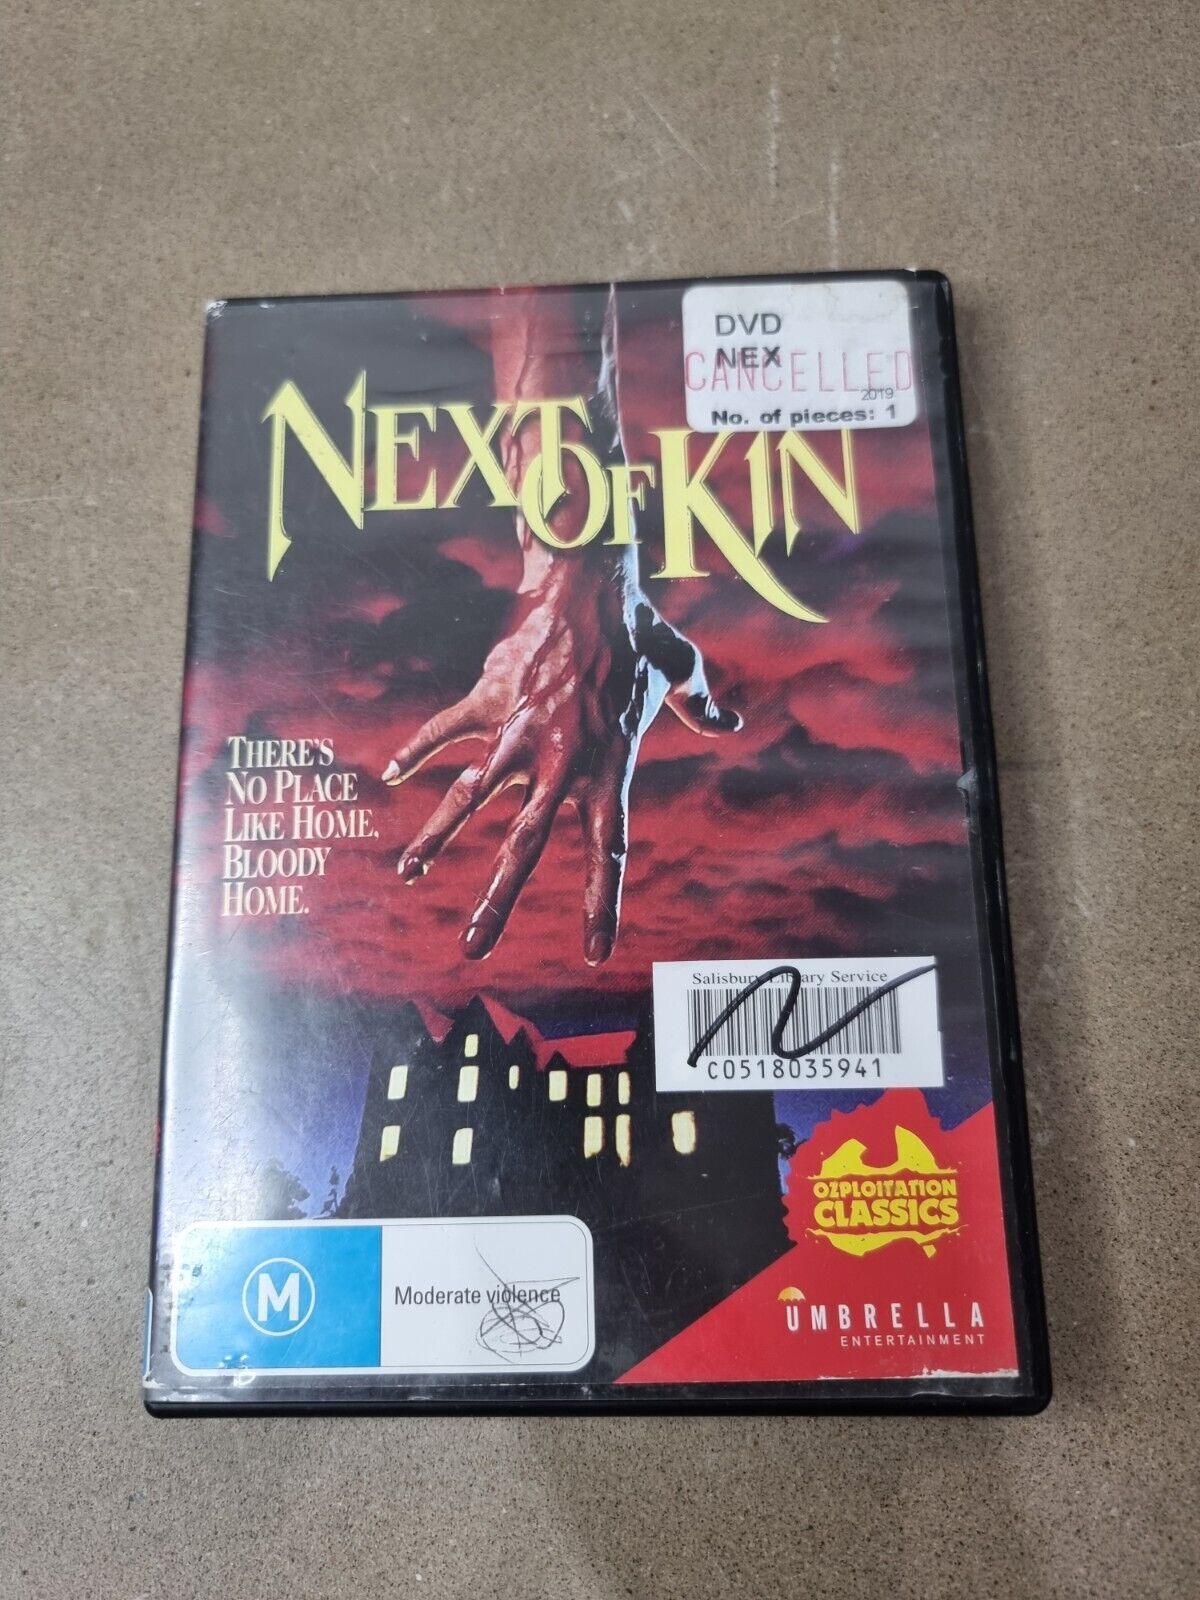 DVD
NEX
CANCELLED
2019
No. of pieces: 1
NEXT OF KIN
THERE'S
NO PLACE
LIKE HOME,
BLOODY
HOME.
Salisbury Library Service
C0518035941
OZPLOITATION
CLASSICS
M
Moderate violence
UMBRELLA
ENTERTAINMENT